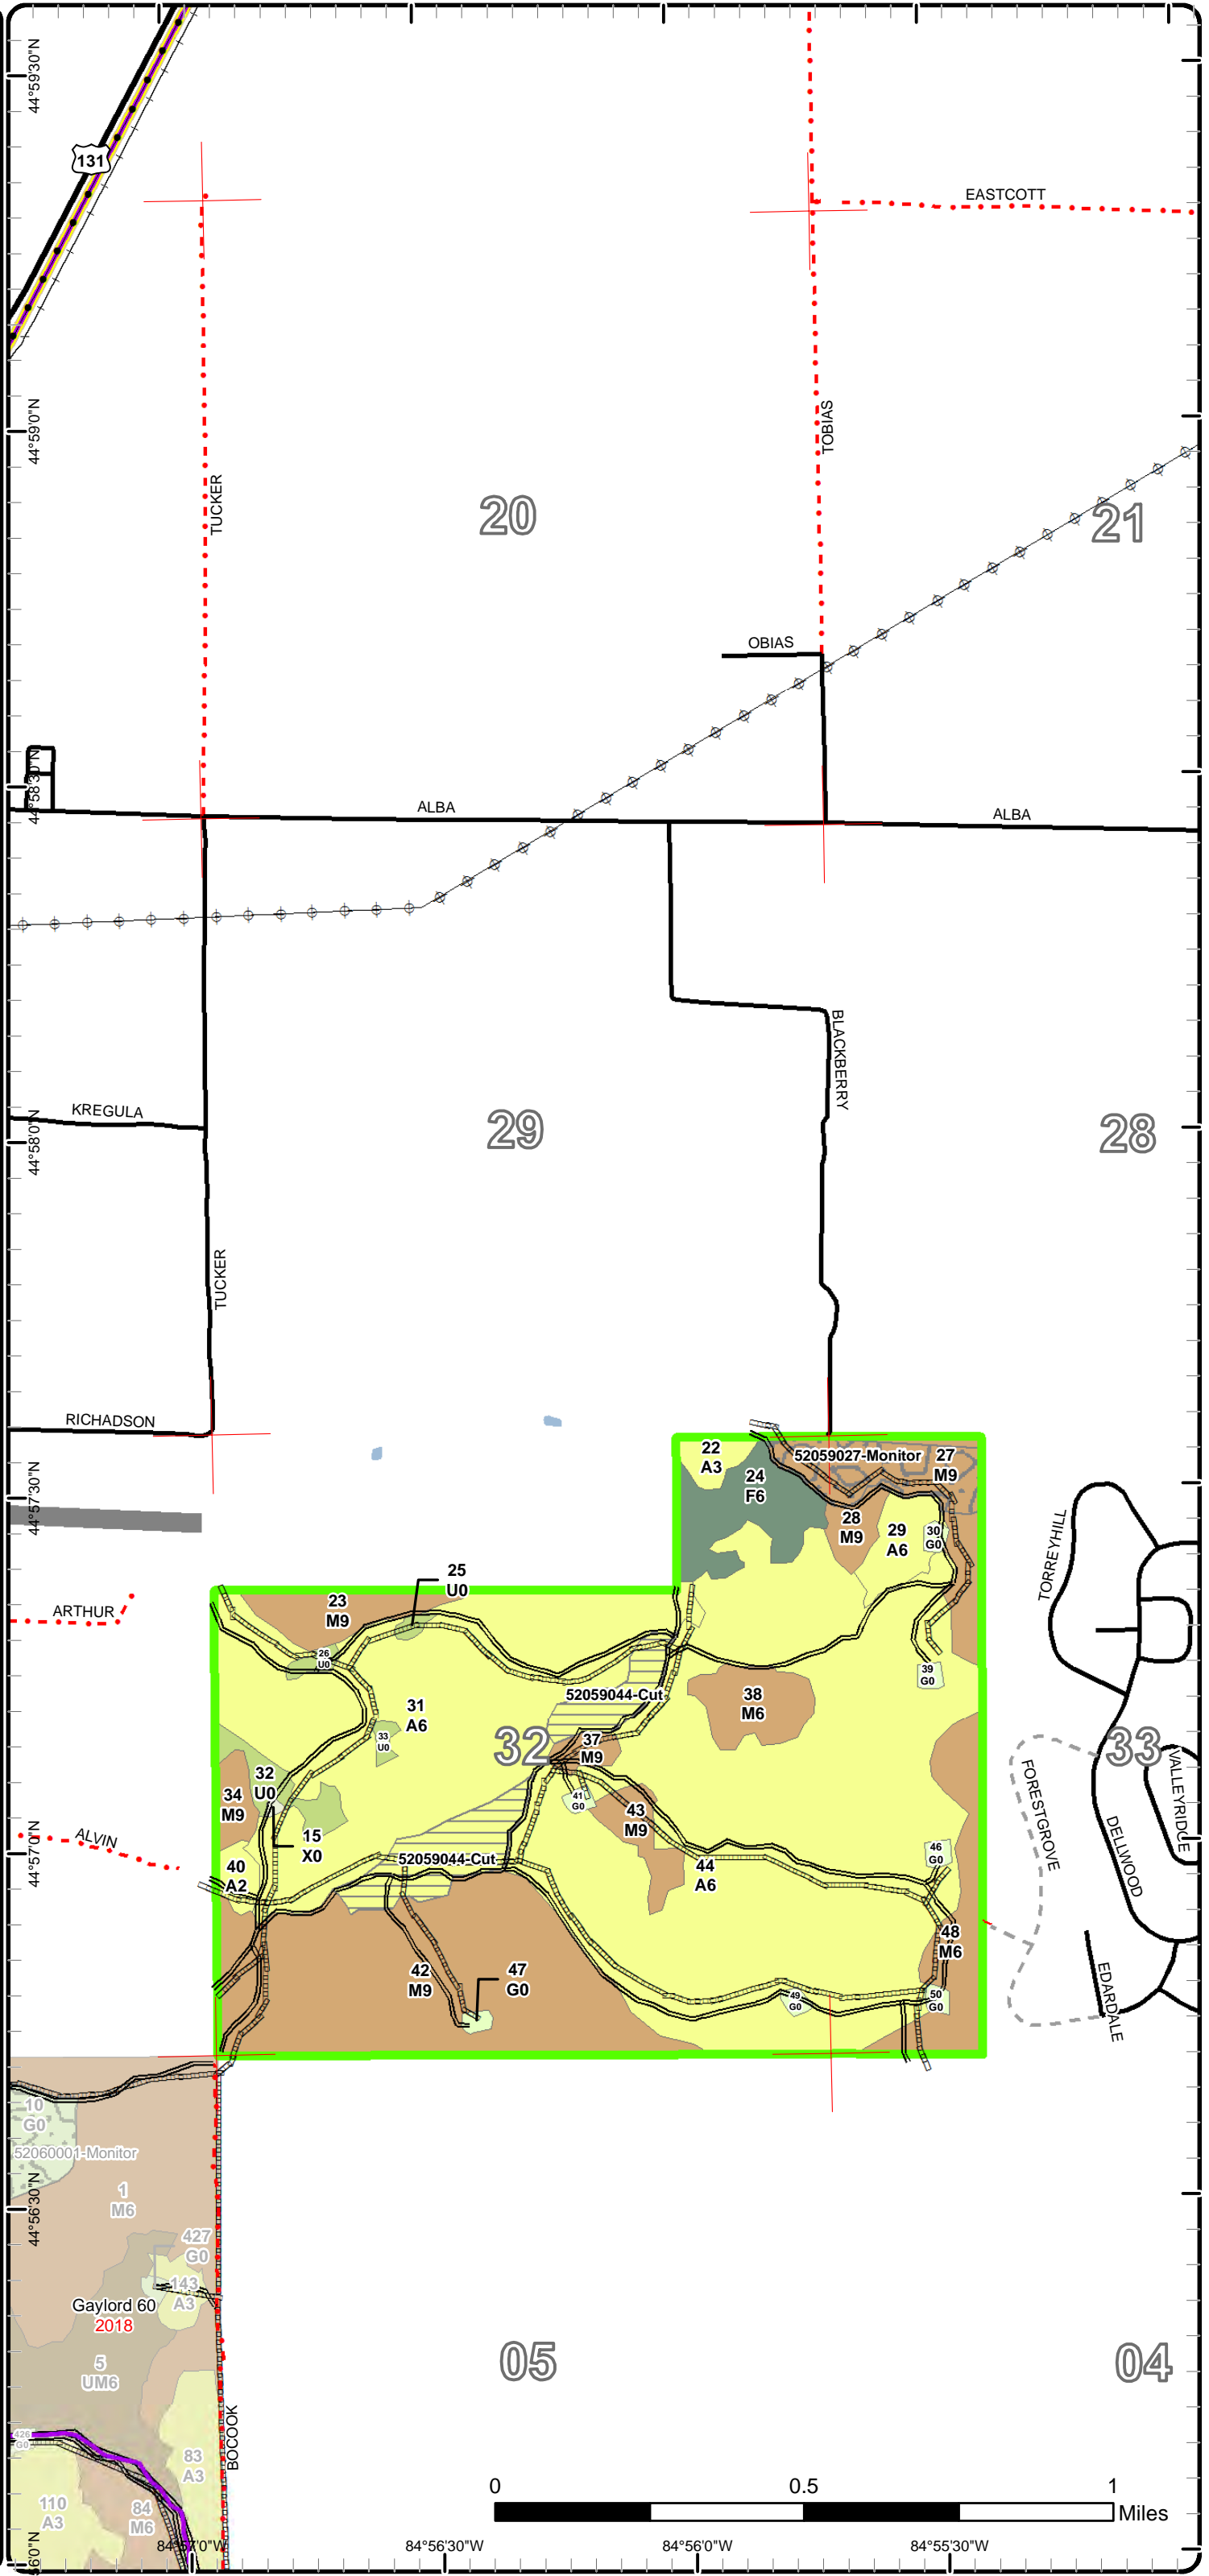 44°59'30"N
131
EASTCOTT
44°59'0"N
TOBIAS
TUCKER
20
21
OBIAS
44°58'30"N
ALBA
ALBA
BLACKBERRY
KREGULA
44°58'0"N
29
28
TUCKER
RICHADSON
44°57'30"N
22
A3
52059027-Monitor
27
M9
24
F6
28
M9
29
A6
30
G0
TORREYHILL
25
U0
ARTHUR
23
M9
26
U0
39
G0
52059044-Cut
38
M6
31
A6
33
U0
32
37
M9
33
VALLEYRIDGE
FORESTGROVE
32
U0
34
M9
41
G0
43
M9
DELLWOOD
ALVIN
44°57'0"N
15
X0
46
G0
40
A2
52059044-Cut
44
A6
48
M6
42
M9
47
G0
49
G0
50
G0
EDARDALE
10
G0
52060001-Monitor
1
M6
44°56'30"N
427
G0
143
A3
Gaylord 60
2018
5
UM6
05
04
426
G0
83
A3
BOCOOK
110
A3
84
M6
0
0.5
1
Miles
84°57'0"W
84°56'30"W
84°56'0"W
84°55'30"W
56'0"N